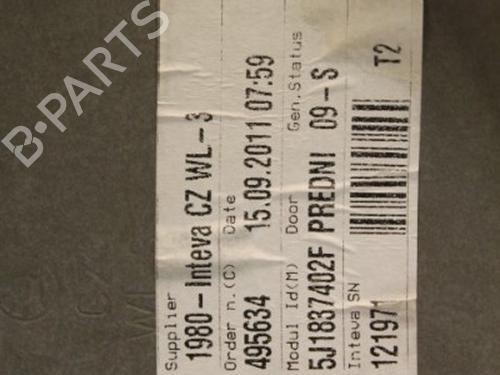 B-PARTS
Supplier
1980-Inteva CZ WL-3
Order n.(C) Date
495634 15.09.2011 07:59
Modul Id(M) Door Gen.Status
5J1837402F PREDNI 09-S
Inteva SN
121971 T2